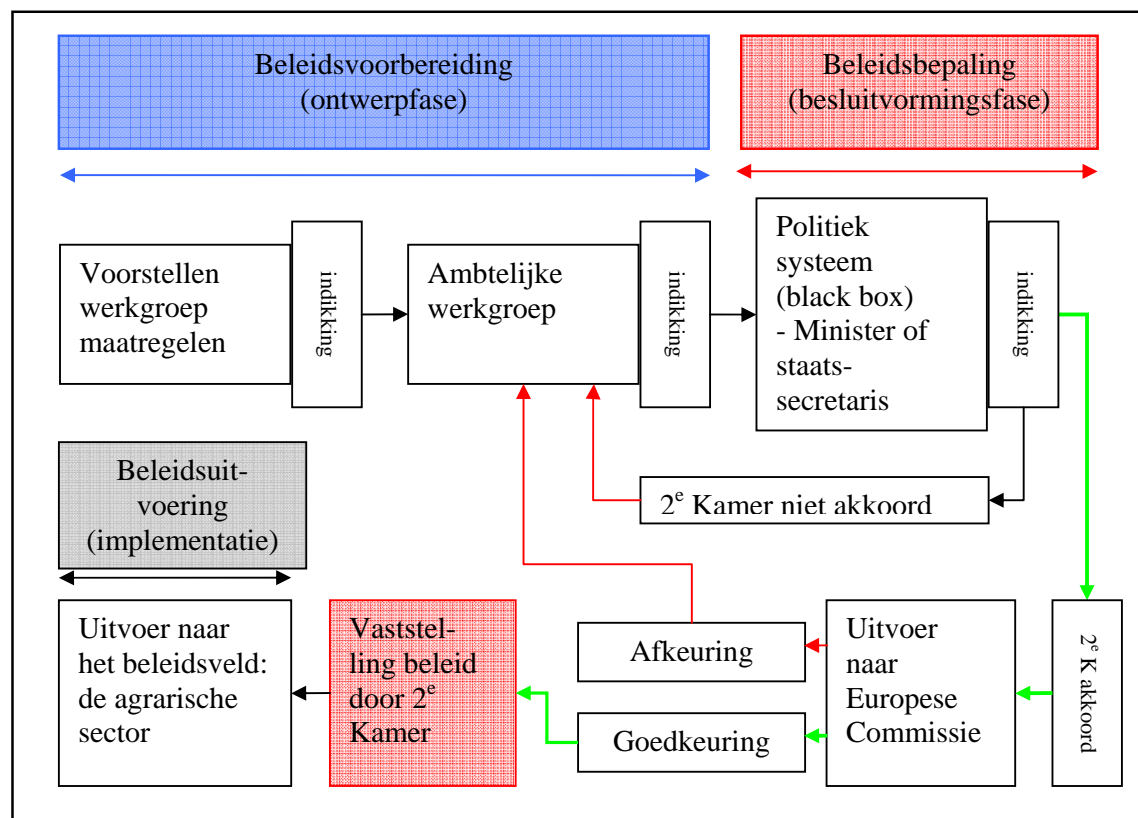 Beleidsvoorbereiding
(ontwerpfase)
Beleidsbepaling
(besluitvormingsfase)
Voorstellen
werkgroep
maatregelen
indikking
Ambtelijke
werkgroep
indikking
Politiek
systeem
(black box)
- Minister of
staats-
secretaris
indikking
2e Kamer niet akkoord
Beleidsuit-
voering
(implementatie)
Uitvoer naar
het beleidsveld:
de agrarische
sector
Vaststel-
ling beleid
door 2e
Kamer
Afkeuring
Goedkeuring
Uitvoer
naar
Europese
Commissie
2e K akkoord